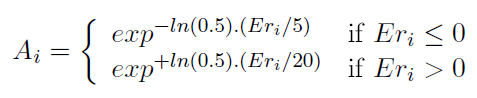 A_i = { exp^{-ln(0.5).(Er_i/5)} if Er_i ≤ 0
exp^{+ln(0.5).(Er_i/20)} if Er_i > 0